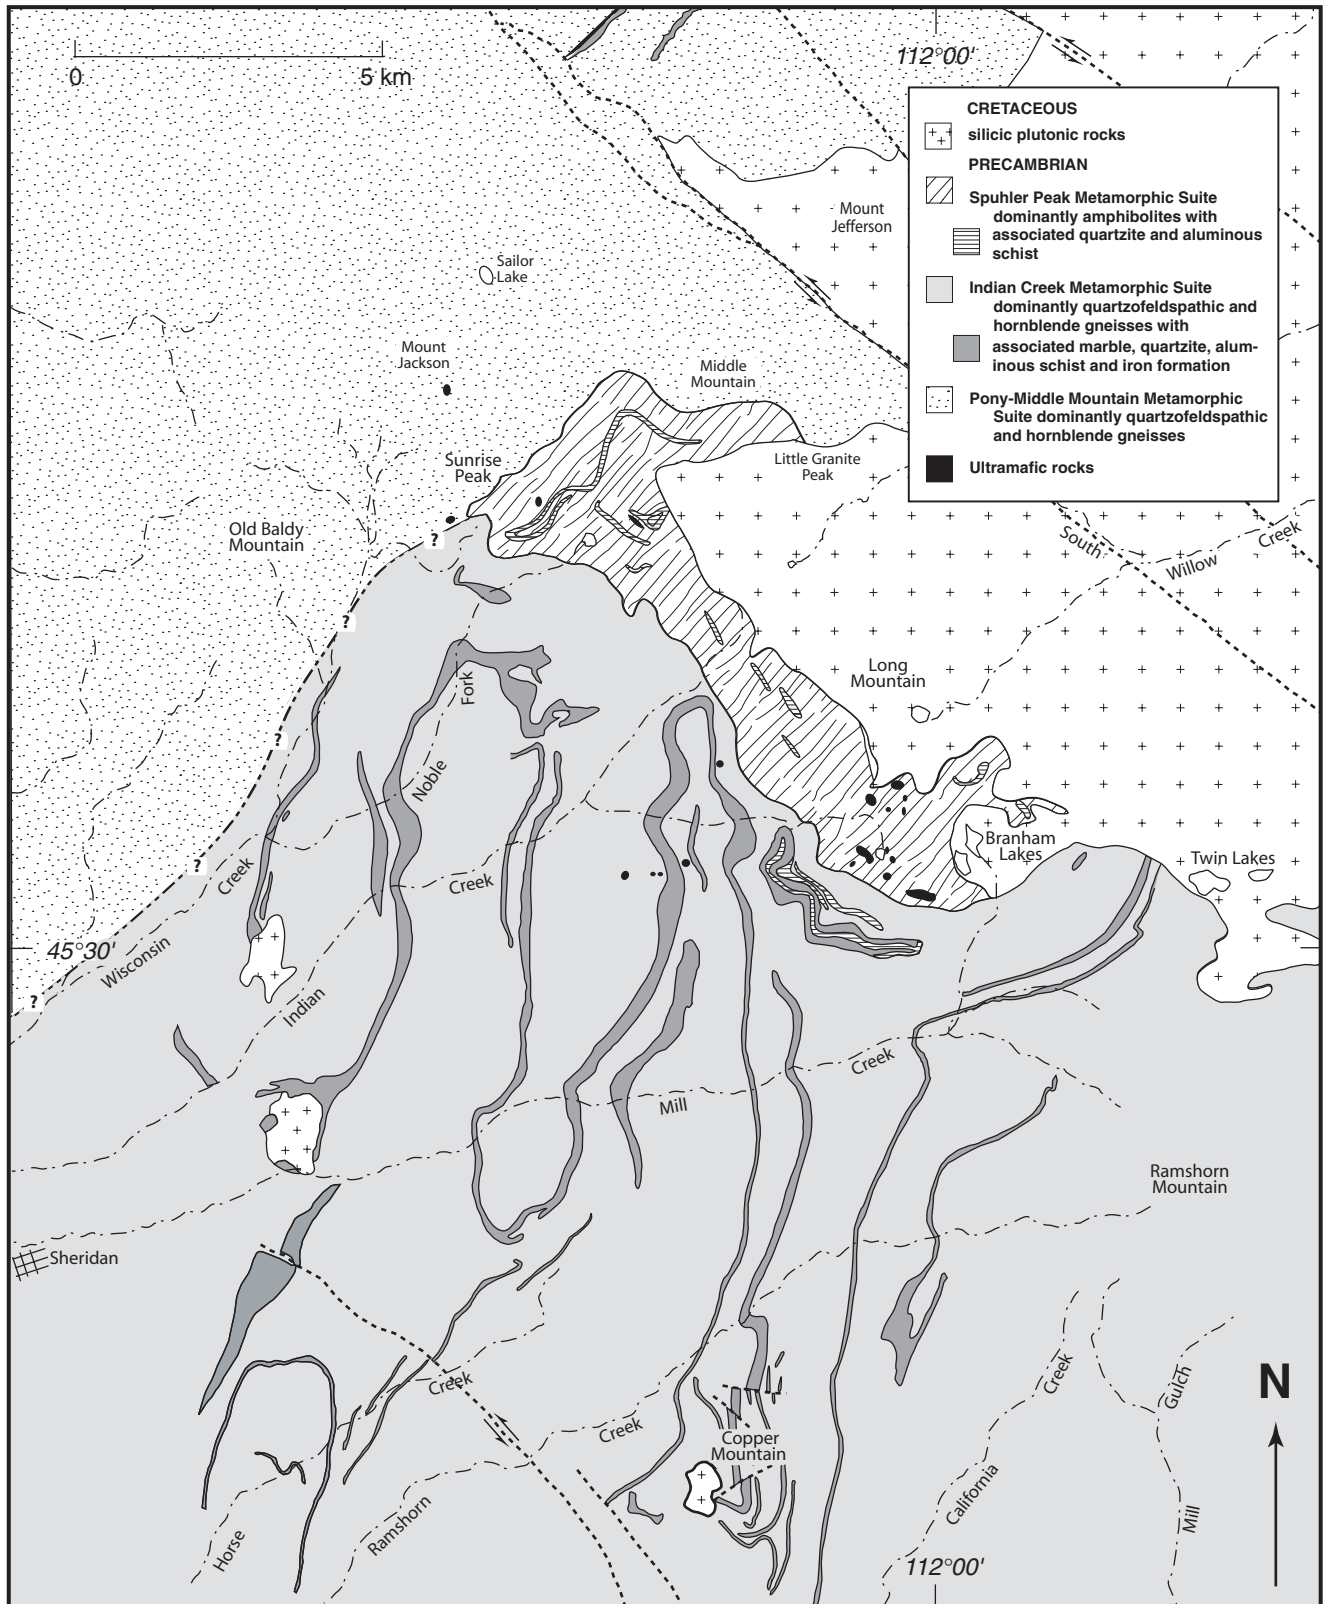 112°00'
0 5 km
CRETACEOUS
silicic plutonic rocks
PRECAMBRIAN
Spuhler Peak Metamorphic Suite
dominantly amphibolites with
associated quartzite and aluminous
schist
Indian Creek Metamorphic Suite
dominantly quartzofeldspathic and
hornblende gneisses with
associated marble, quartzite, alum-
inous schist and iron formation
Pony-Middle Mountain Metamorphic
Suite dominantly quartzofeldspathic
and hornblende gneisses
Ultramafic rocks
Mount
Jefferson
Sailor
Lake
Mount
Jackson
Middle
Mountain
Sunrise
Peak
Little Granite
Peak
Old Baldy
Mountain
?
South
Willow
Creek
?
Long
Mountain
Fork
?
Noble
Branham
Lakes
Twin Lakes
?
Creek
Creek
45°30'
Wisconsin
?
Indian
Creek
Mill
Ramshorn
Mountain
Sheridan
N
Creek
Creek
Gulch
Creek
Copper
Mountain
California
Mill
Ramshorn
Horse
112°00'